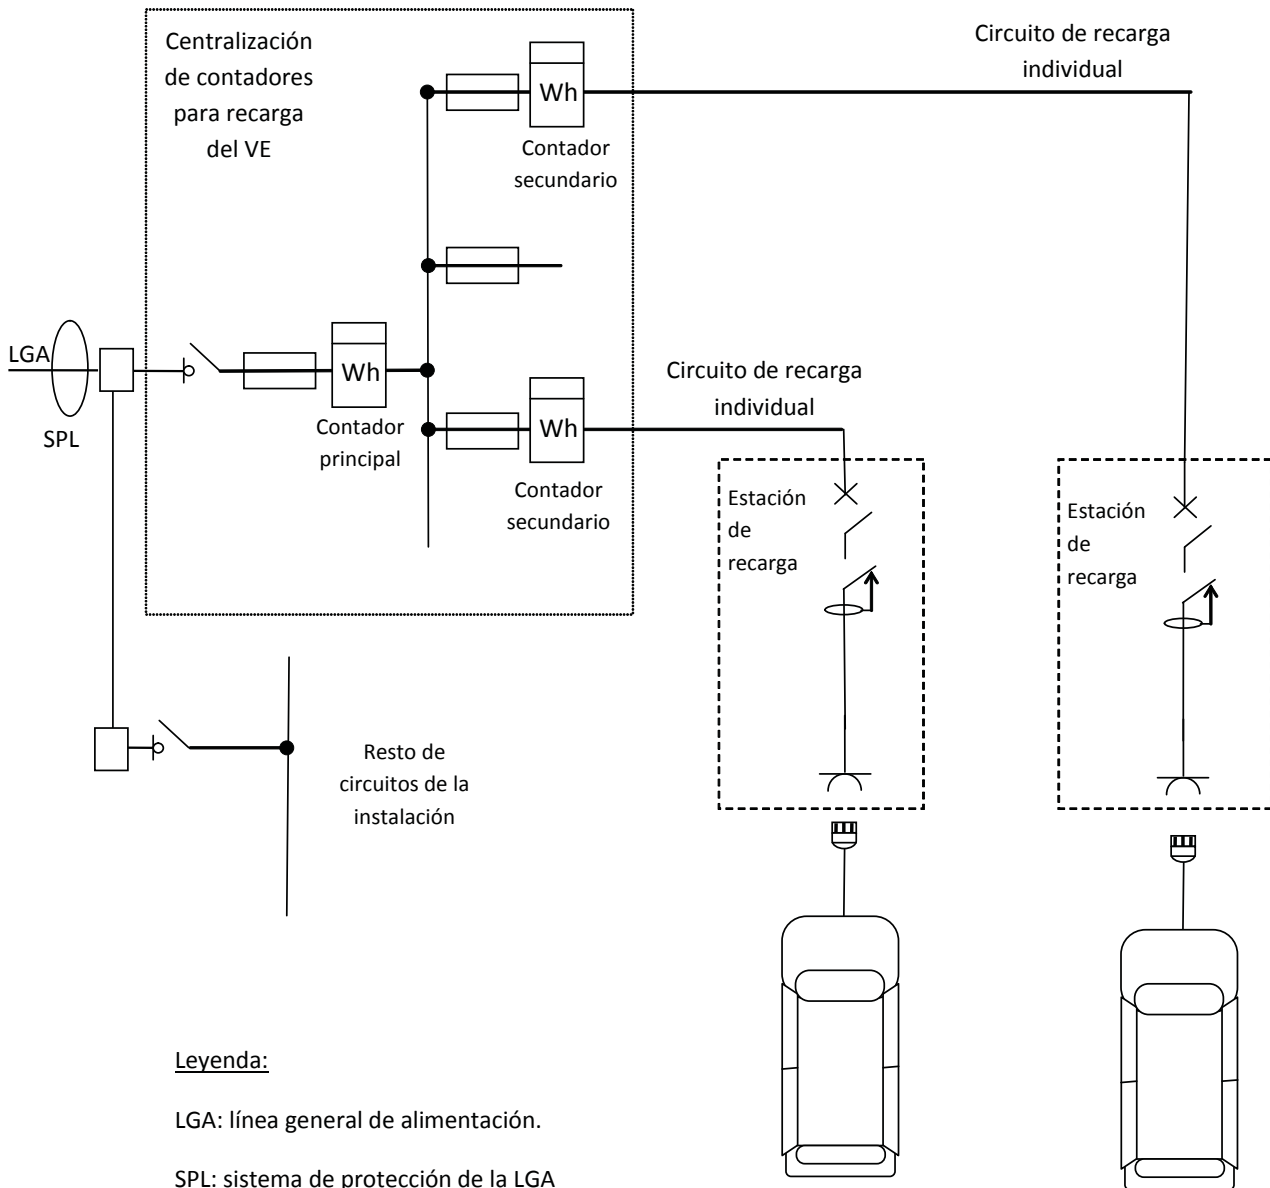 Centralización
de contadores
para recarga
del VE
Wh
Contador
secundario
Circuito de recarga
individual
LGA
SPL
Wh
Contador
principal
Wh
Contador
secundario
Circuito de recarga
individual
Estación
de
recarga
Estación
de
recarga
Resto de
circuitos de la
instalación
Leyenda:
LGA: línea general de alimentación.
SPL: sistema de protección de la LGA